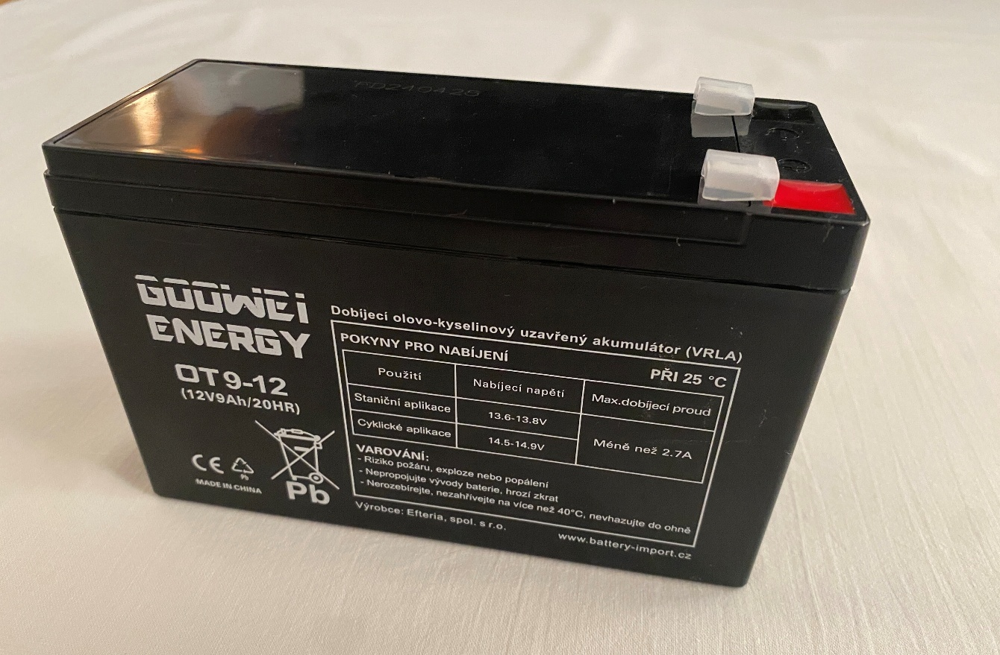 TD240425
GOOWEI
ENERGY
OT9-12
(12V9Ah/20HR)
CE
Pb
MADE IN CHINA
Pb
Dobíjecí olovo-kyselinový uzavřený akumulátor (VRLA)
POKYNY PRO NABÍJENÍ
PŘI 25 °C
Použití
Nabíjecí napětí
Max.dobíjecí proud
Staniční aplikace
13.6-13.8V
Cyklické aplikace
14.5-14.9V
Méně než 2.7A
VAROVÁNÍ:
- Riziko požáru, exploze nebo popálení
- Nepropojujte vývody baterie, hrozí zkrat
- Nerozebírejte, nezahřívejte na více než 40°C, nevhazujte do ohně
Výrobce: Efteria, spol. s r.o.
www.battery-import.cz